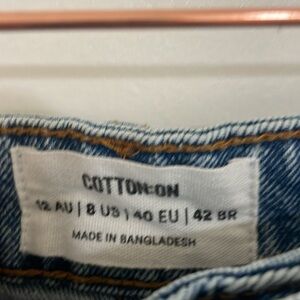 COTTON:ON
12 AU | 8 US | 40 EU | 42 BR
MADE IN BANGLADESH